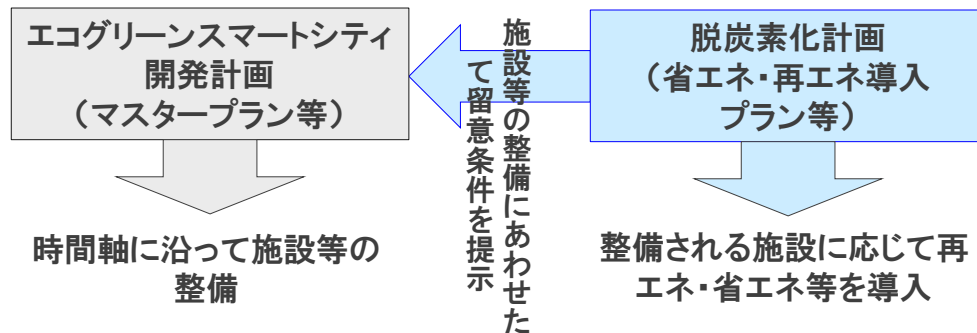 エコグリーンスマートシティ
開発計画
（マスタープラン等）
施設等の整備にあわせた
て留意条件を提示
脱炭素化計画
（省エネ・再エネ導入
プラン等）
時間軸に沿って施設等の
整備
整備される施設に応じて再
エネ・省エネ等を導入